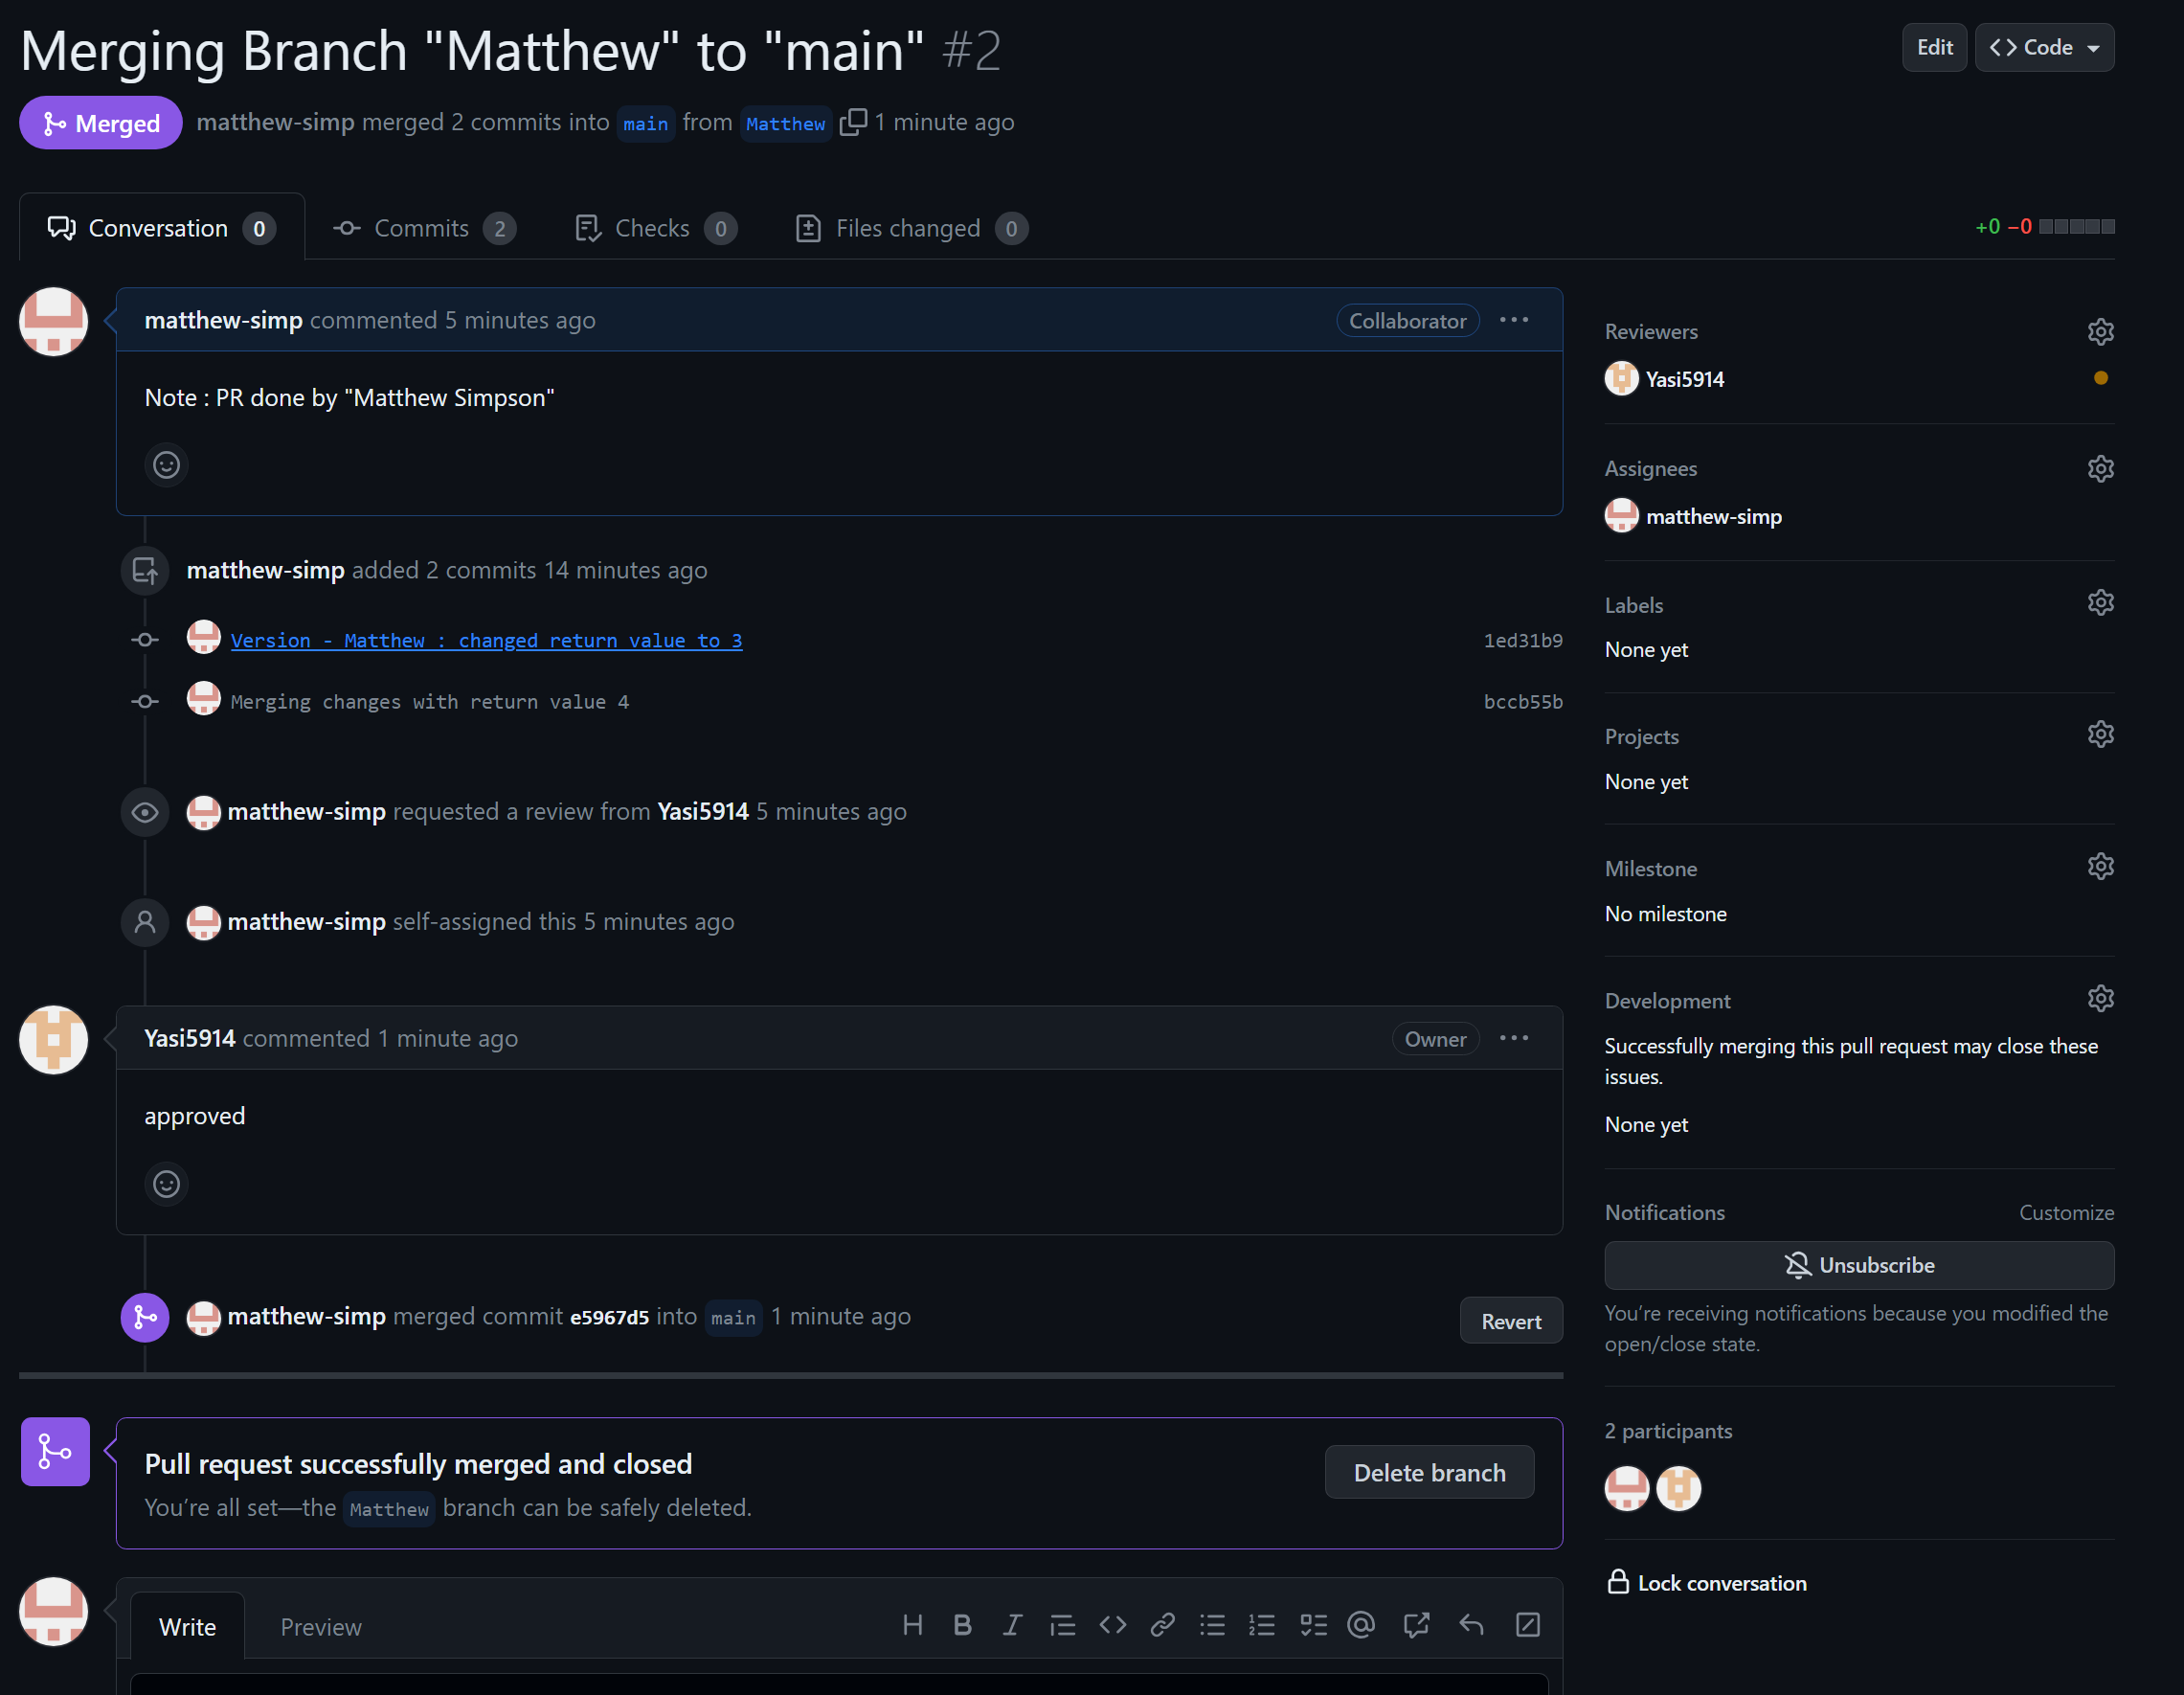 Merging Branch "Matthew" to "main" #2
Edit
Code
Merged
matthew-simp merged 2 commits into main from Matthew 1 minute ago
Conversation 0
Commits 2
Checks 0
Files changed 0
+0 −0
matthew-simp commented 5 minutes ago
Collaborator
Note : PR done by "Matthew Simpson"
matthew-simp added 2 commits 14 minutes ago
Version - Matthew : changed return value to 3
1ed31b9
Merging changes with return value 4
bccb55b
matthew-simp requested a review from Yasi5914 5 minutes ago
matthew-simp self-assigned this 5 minutes ago
Yasi5914 commented 1 minute ago
Owner
approved
matthew-simp merged commit e5967d5 into main 1 minute ago
Revert
Pull request successfully merged and closed
You’re all set—the Matthew branch can be safely deleted.
Delete branch
Write
Preview
Reviewers
Yasi5914
Assignees
matthew-simp
Labels
None yet
Projects
None yet
Milestone
No milestone
Development
Successfully merging this pull request may close these
issues.
None yet
Notifications
Customize
Unsubscribe
You’re receiving notifications because you modified the
open/close state.
2 participants
Lock conversation